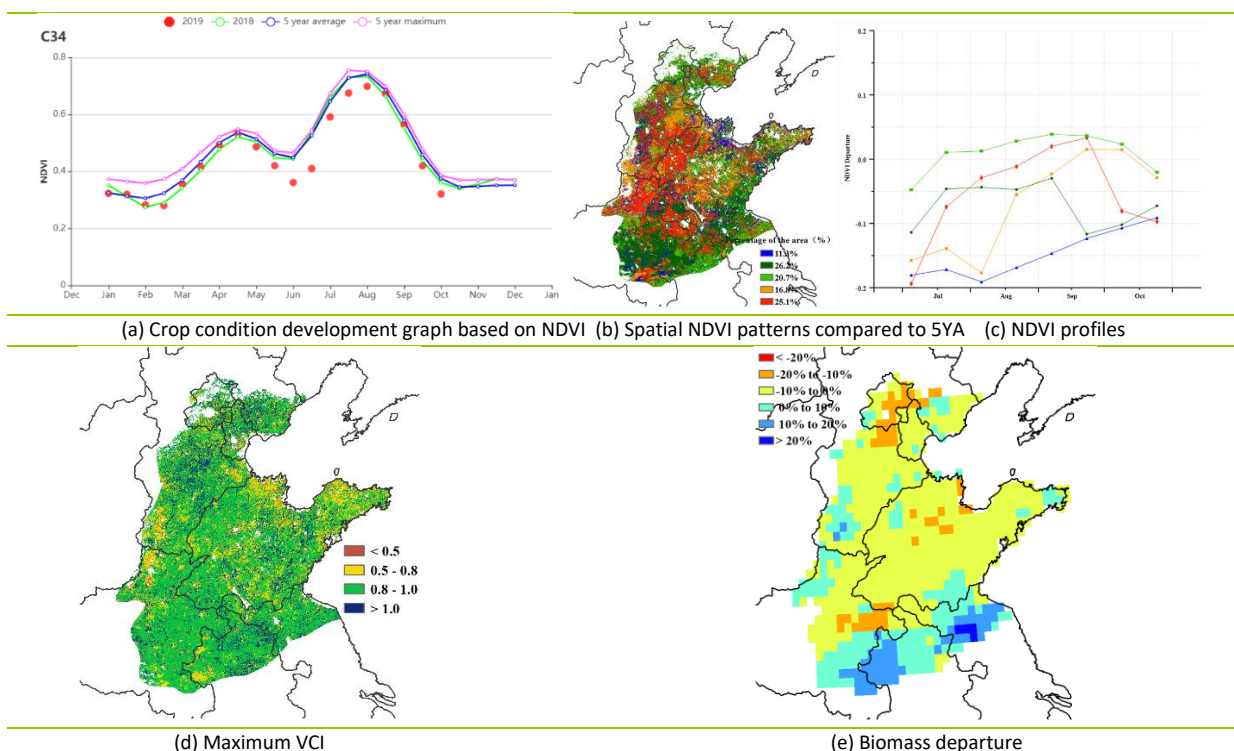 2019 2018 5 year average 5 year maximum
C34
0.8
0.6
0.4
0.2
0
NDVI
Dec Jan Feb Mar Apr May Jun Jul Aug Sep Oct Nov Dec Jan
Percentage of the area (%)
11.3%
26.2%
20.7%
16.8%
25.1%
0.2
0.1
0.0
-0.1
-0.2
NDVI Departure
Jul Aug Sep Oct
(a) Crop condition development graph based on NDVI (b) Spatial NDVI patterns compared to 5YA (c) NDVI profiles
< 0.5
0.5 - 0.8
0.8 - 1.0
> 1.0
< -20%
-20% to -10%
-10% to 0%
0% to 10%
10% to 20%
> 20%
(d) Maximum VCI (e) Biomass departure